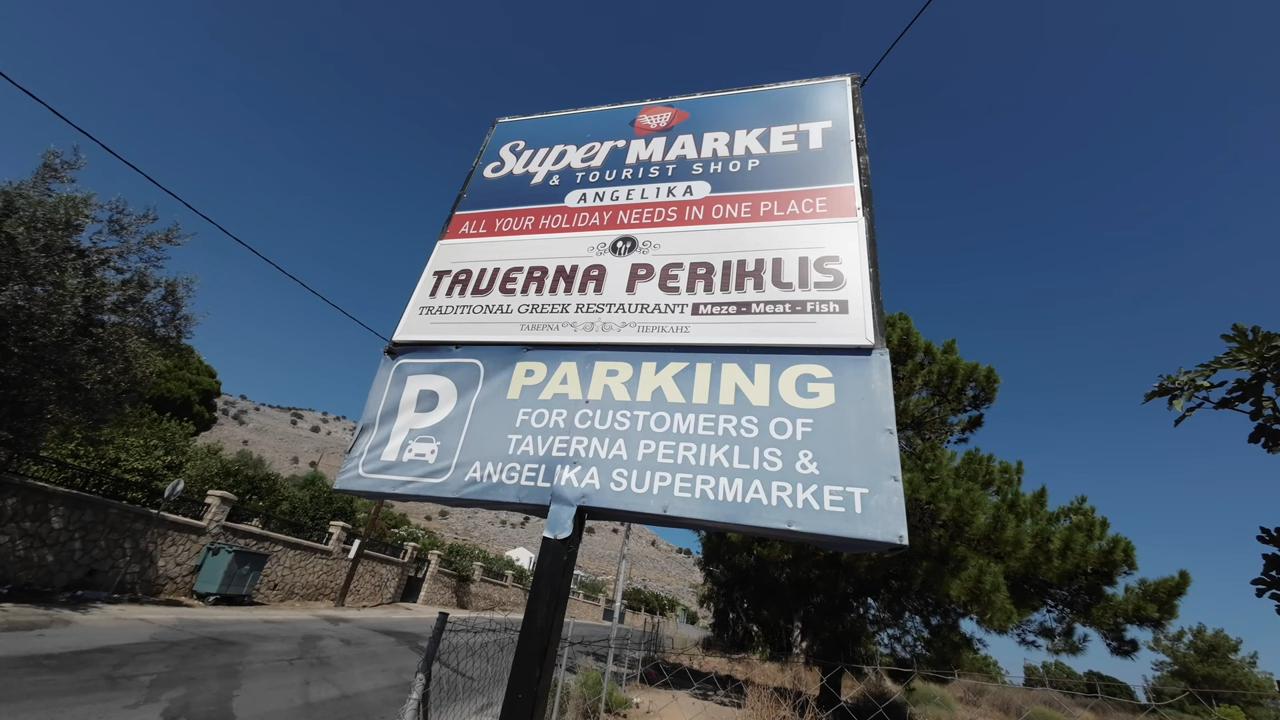 Super MARKET
& TOURIST SHOP
ANGELIKA
ALL YOUR HOLIDAY NEEDS IN ONE PLACE
TAVERNA PERIKLIS
TRADITIONAL GREEK RESTAURANT Meze - Meat - Fish
ΤΑΒΕΡΝΑ ΠΕΡΙΚΛΗΣ
P PARKING
FOR CUSTOMERS OF
TAVERNA PERIKLIS &
ANGELIKA SUPERMARKET